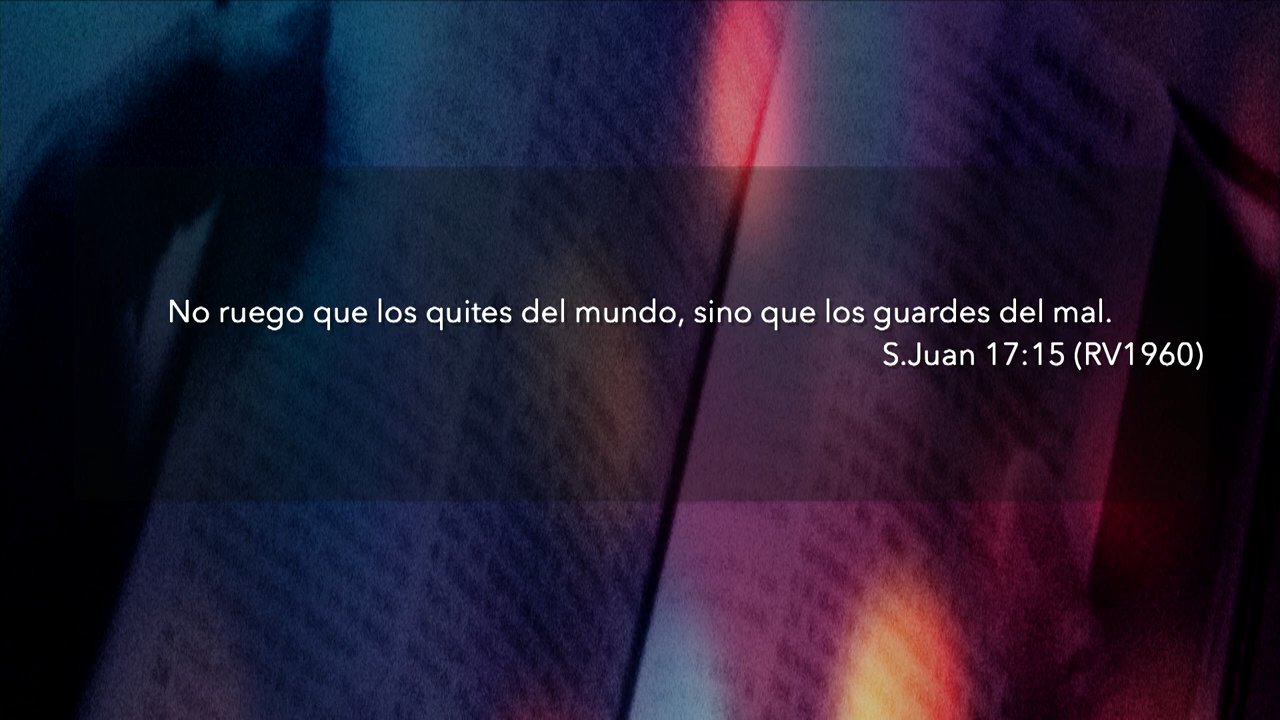 No ruego que los quites del mundo, sino que los guardes del mal.
S.Juan 17:15 (RV1960)